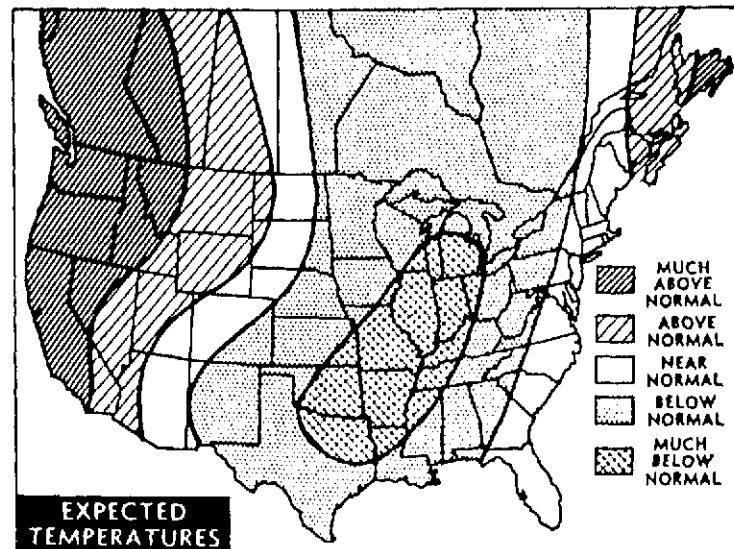 MUCH
ABOVE
NORMAL
ABOVE
NORMAL
NEAR
NORMAL
BELOW
NORMAL
MUCH
BELOW
NORMAL
EXPECTED
TEMPERATURES